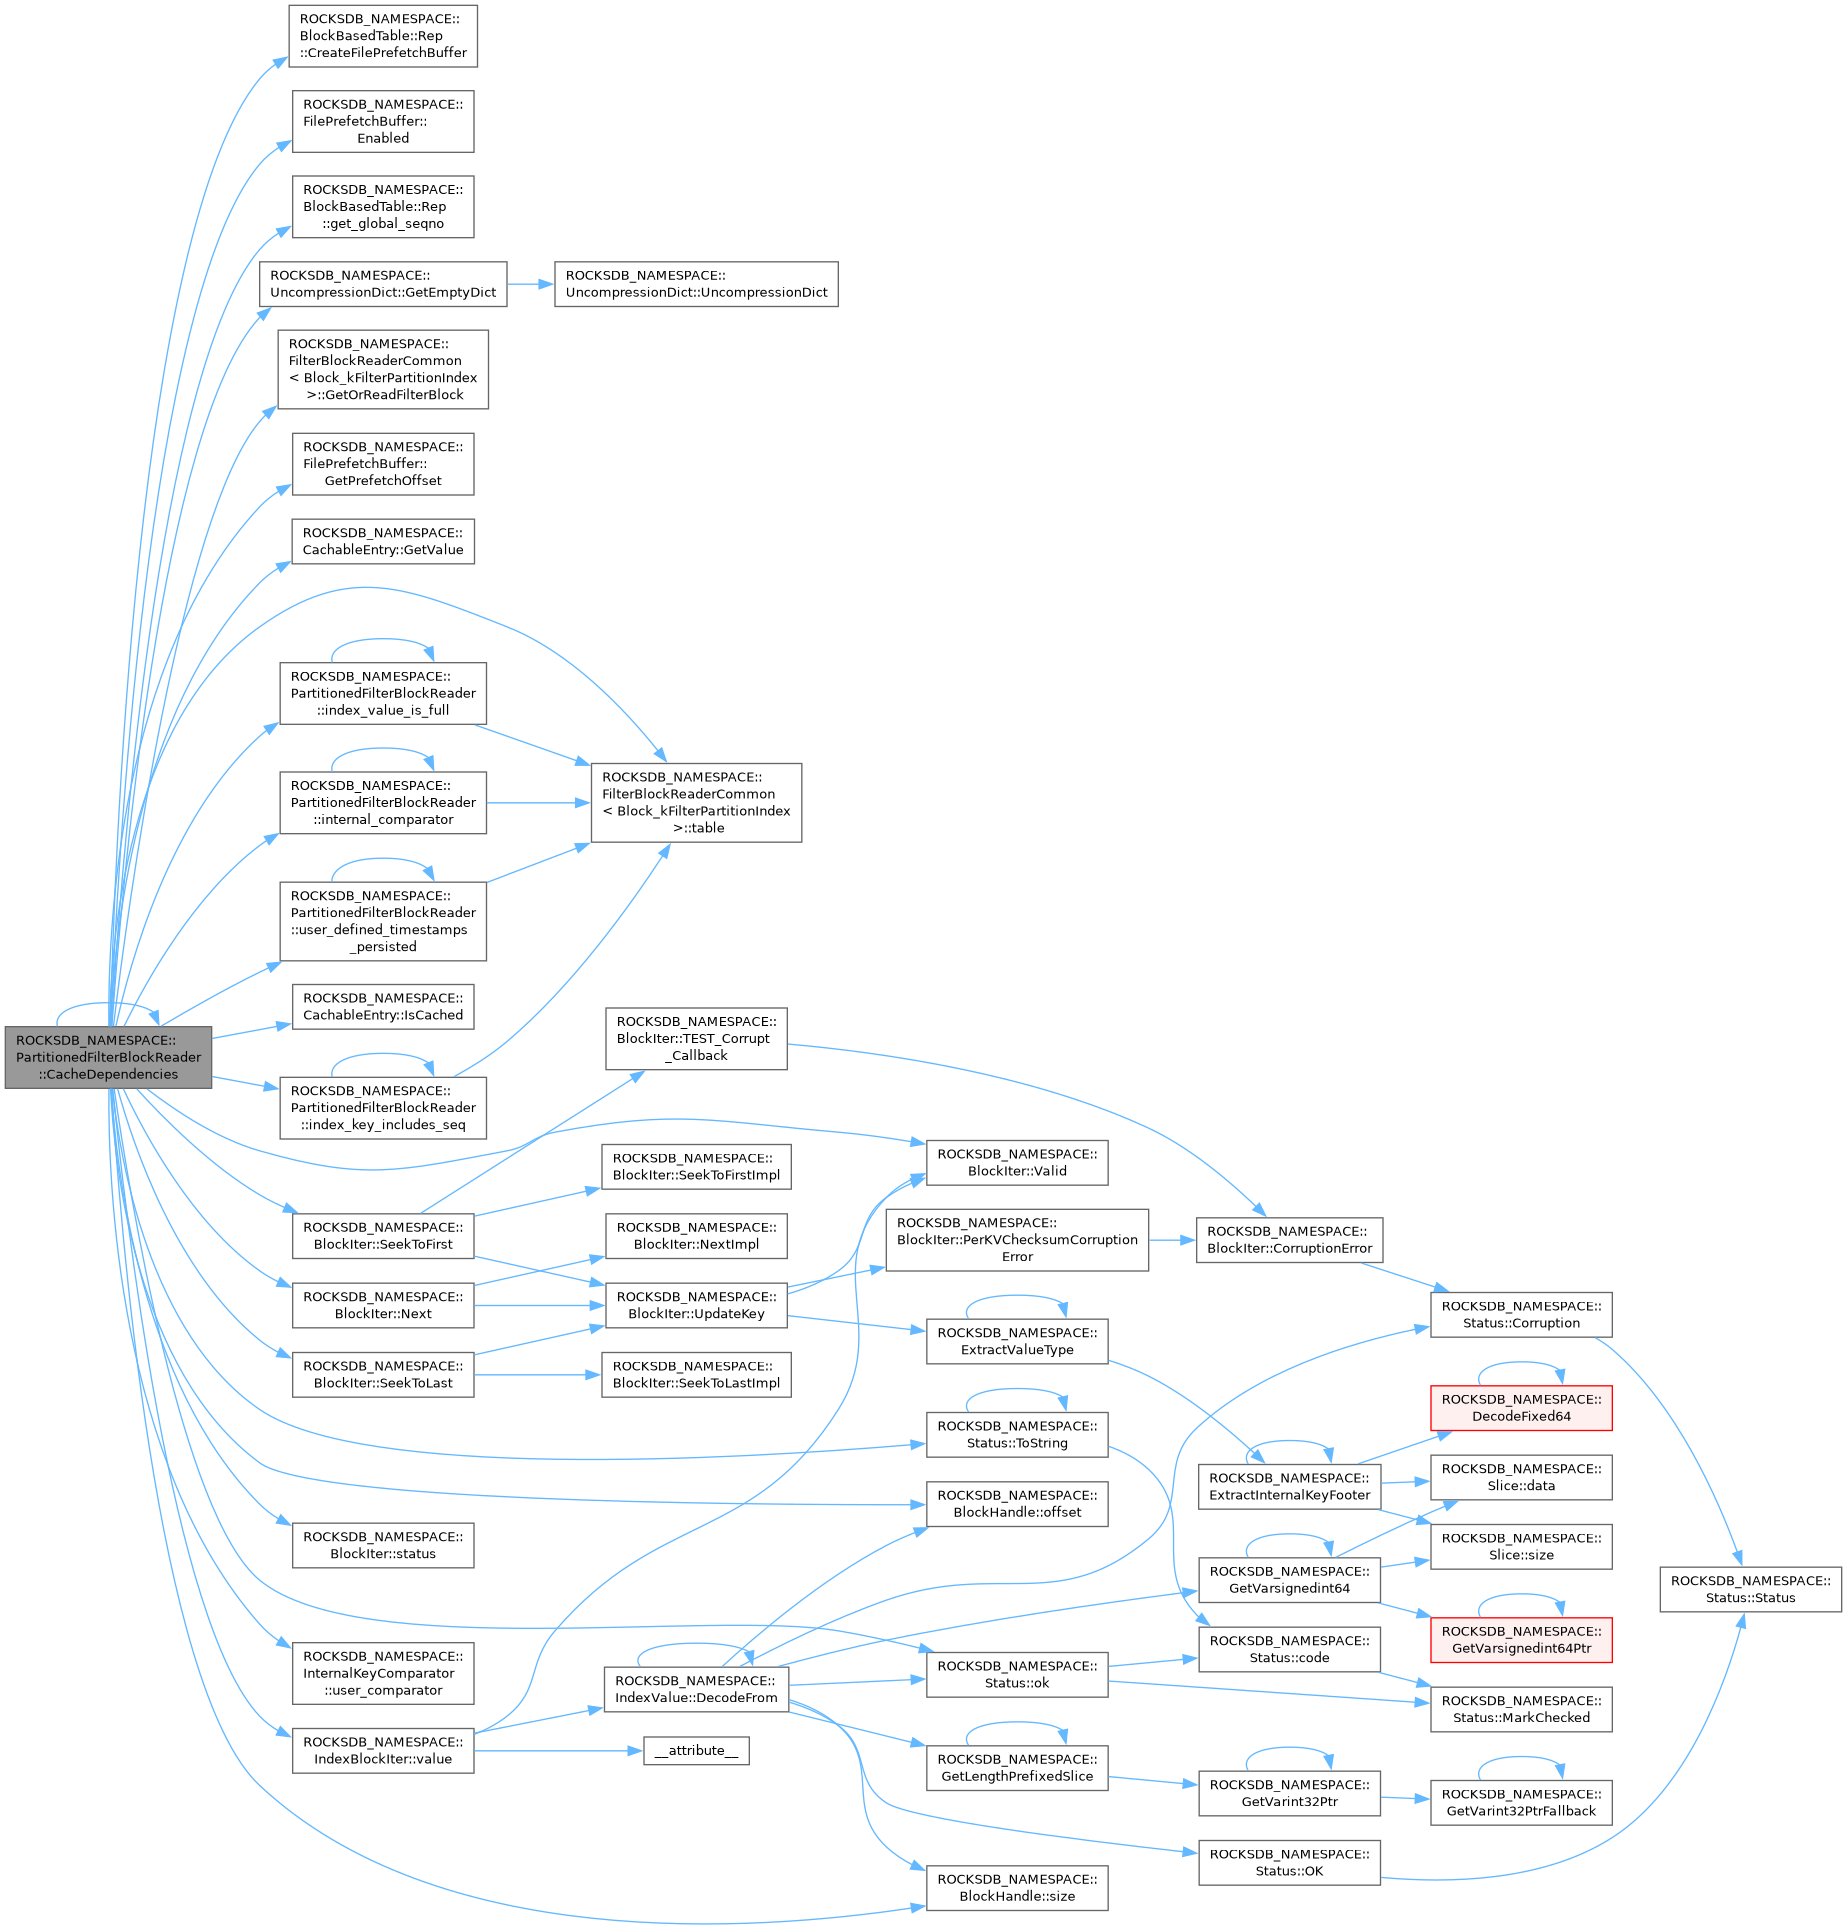 ROCKSDB_NAMESPACE::
BlockBasedTable::Rep
::CreateFilePrefetchBuffer
ROCKSDB_NAMESPACE::
FilePrefetchBuffer::
Enabled
ROCKSDB_NAMESPACE::
BlockBasedTable::Rep
::get_global_seqno
ROCKSDB_NAMESPACE::
UncompressionDict::GetEmptyDict
ROCKSDB_NAMESPACE::
UncompressionDict::UncompressionDict
ROCKSDB_NAMESPACE::
FilterBlockReaderCommon
< Block_kFilterPartitionIndex
>::GetOrReadFilterBlock
ROCKSDB_NAMESPACE::
FilePrefetchBuffer::
GetPrefetchOffset
ROCKSDB_NAMESPACE::
CachableEntry::GetValue
ROCKSDB_NAMESPACE::
PartitionedFilterBlockReader
::index_value_is_full
ROCKSDB_NAMESPACE::
PartitionedFilterBlockReader
::internal_comparator
ROCKSDB_NAMESPACE::
FilterBlockReaderCommon
< Block_kFilterPartitionIndex
>::table
ROCKSDB_NAMESPACE::
PartitionedFilterBlockReader
::user_defined_timestamps
_persisted
ROCKSDB_NAMESPACE::
CachableEntry::IsCached
ROCKSDB_NAMESPACE::
PartitionedFilterBlockReader
::CacheDependencies
ROCKSDB_NAMESPACE::
PartitionedFilterBlockReader
::index_key_includes_seq
ROCKSDB_NAMESPACE::
BlockIter::TEST_Corrupt
_Callback
ROCKSDB_NAMESPACE::
BlockIter::SeekToFirstImpl
ROCKSDB_NAMESPACE::
BlockIter::Valid
ROCKSDB_NAMESPACE::
BlockIter::SeekToFirst
ROCKSDB_NAMESPACE::
BlockIter::NextImpl
ROCKSDB_NAMESPACE::
BlockIter::PerKVChecksumCorruption
Error
ROCKSDB_NAMESPACE::
BlockIter::CorruptionError
ROCKSDB_NAMESPACE::
BlockIter::Next
ROCKSDB_NAMESPACE::
BlockIter::UpdateKey
ROCKSDB_NAMESPACE::
Status::Corruption
ROCKSDB_NAMESPACE::
ExtractValueType
ROCKSDB_NAMESPACE::
BlockIter::SeekToLast
ROCKSDB_NAMESPACE::
BlockIter::SeekToLastImpl
ROCKSDB_NAMESPACE::
DecodeFixed64
ROCKSDB_NAMESPACE::
Status::ToString
ROCKSDB_NAMESPACE::
ExtractInternalKeyFooter
ROCKSDB_NAMESPACE::
Slice::data
ROCKSDB_NAMESPACE::
BlockHandle::offset
ROCKSDB_NAMESPACE::
BlockIter::status
ROCKSDB_NAMESPACE::
Slice::size
ROCKSDB_NAMESPACE::
GetVarsignedint64
ROCKSDB_NAMESPACE::
Status::Status
ROCKSDB_NAMESPACE::
GetVarsignedint64Ptr
ROCKSDB_NAMESPACE::
InternalKeyComparator
::user_comparator
ROCKSDB_NAMESPACE::
Status::code
ROCKSDB_NAMESPACE::
IndexValue::DecodeFrom
ROCKSDB_NAMESPACE::
Status::ok
ROCKSDB_NAMESPACE::
Status::MarkChecked
ROCKSDB_NAMESPACE::
IndexBlockIter::value
__attribute__
ROCKSDB_NAMESPACE::
GetLengthPrefixedSlice
ROCKSDB_NAMESPACE::
GetVarint32Ptr
ROCKSDB_NAMESPACE::
GetVarint32PtrFallback
ROCKSDB_NAMESPACE::
Status::OK
ROCKSDB_NAMESPACE::
BlockHandle::size